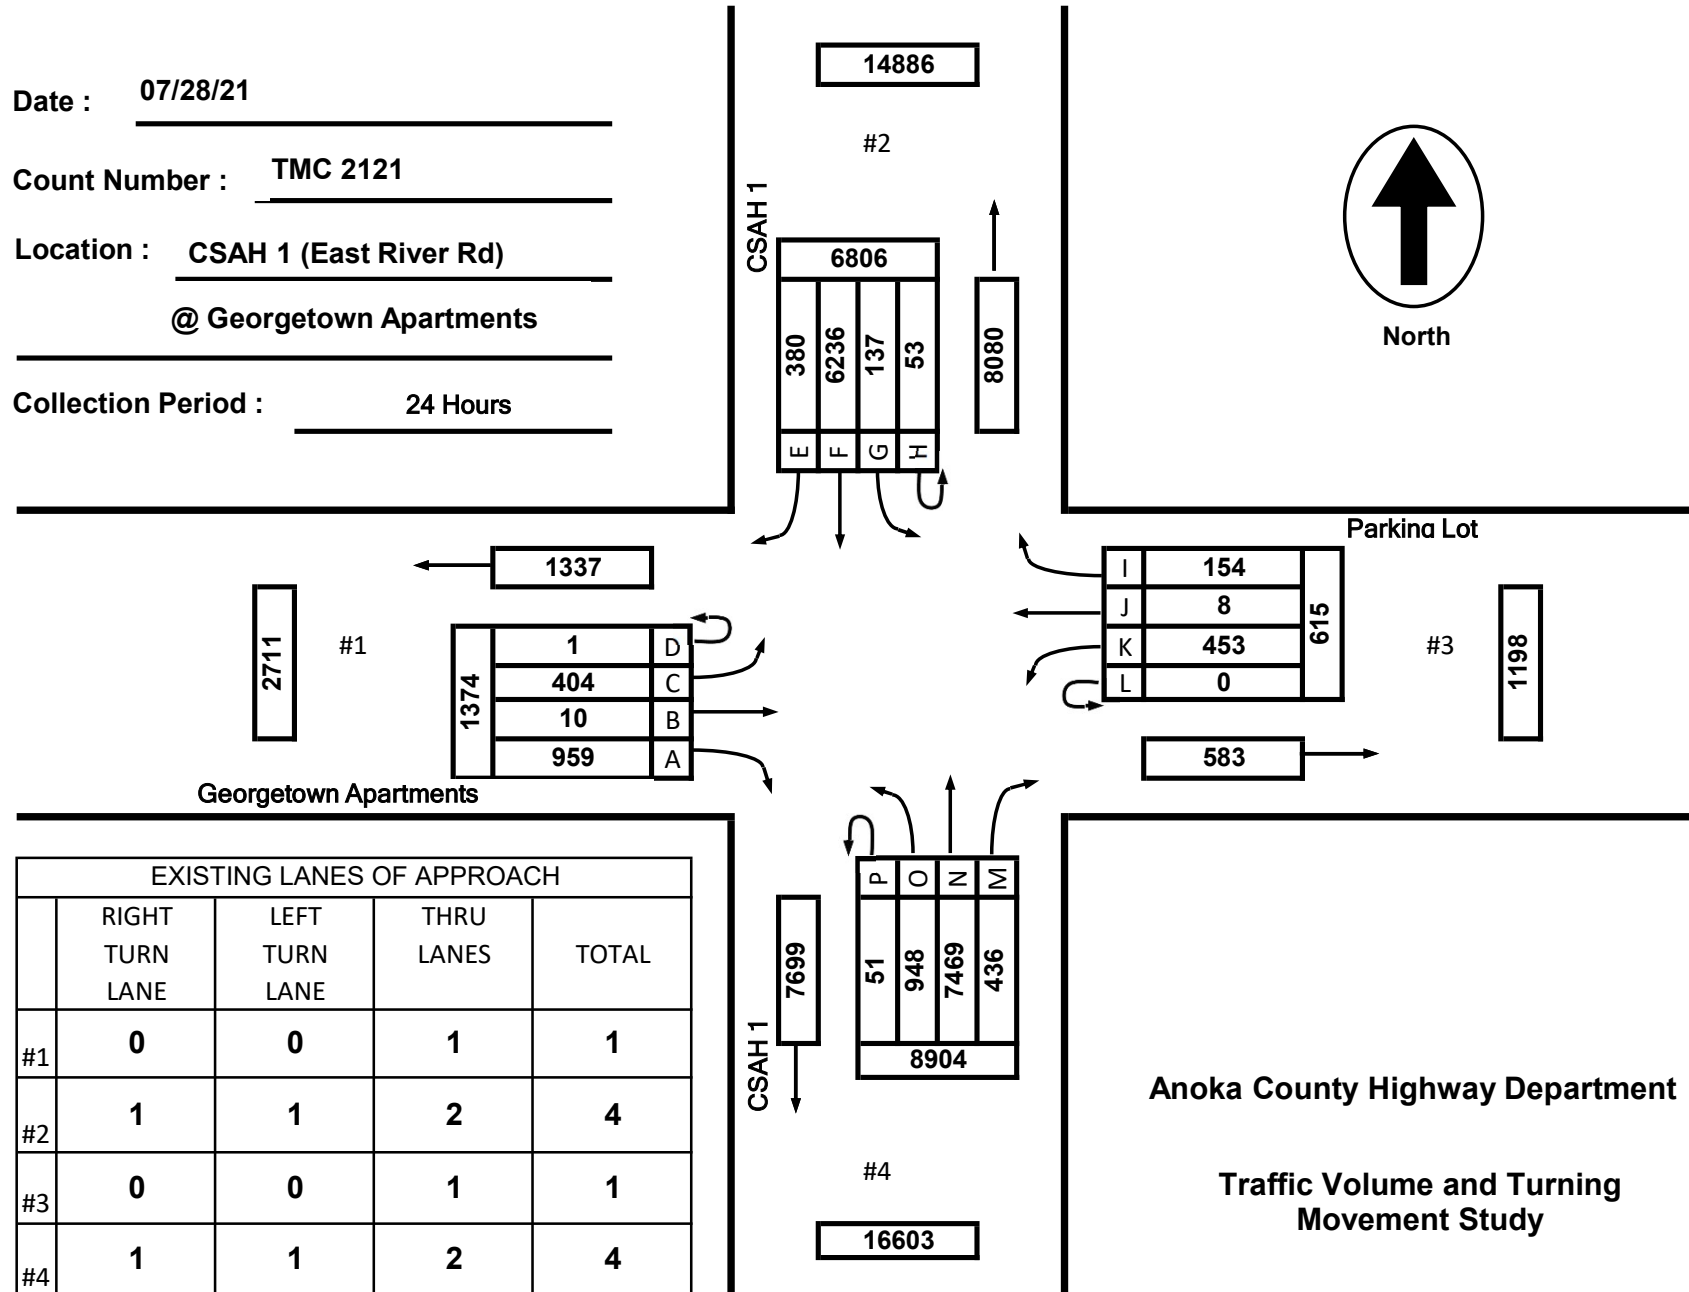 Date : 07/28/21
Count Number : TMC 2121
Location : CSAH 1 (East River Rd)
@ Georgetown Apartments
Collection Period : 24 Hours
14886
#2
CSAH 1
6806
380 6236 137 53
E F G H
8080
North
1337
2711
#1
1374
1 D
404 C
10 B
959 A
Georgetown Apartments
Parking Lot
I 154
J 8
K 453
L 0
615
#3
1198
583
P O N M
51 948 7469 436
8904
7699
CSAH 1
#4
16603
EXISTING LANES OF APPROACH
RIGHT TURN LANE
LEFT TURN LANE
THRU LANES
TOTAL
#1 0 0 1 1
#2 1 1 2 4
#3 0 0 1 1
#4 1 1 2 4
Anoka County Highway Department
Traffic Volume and Turning
Movement Study